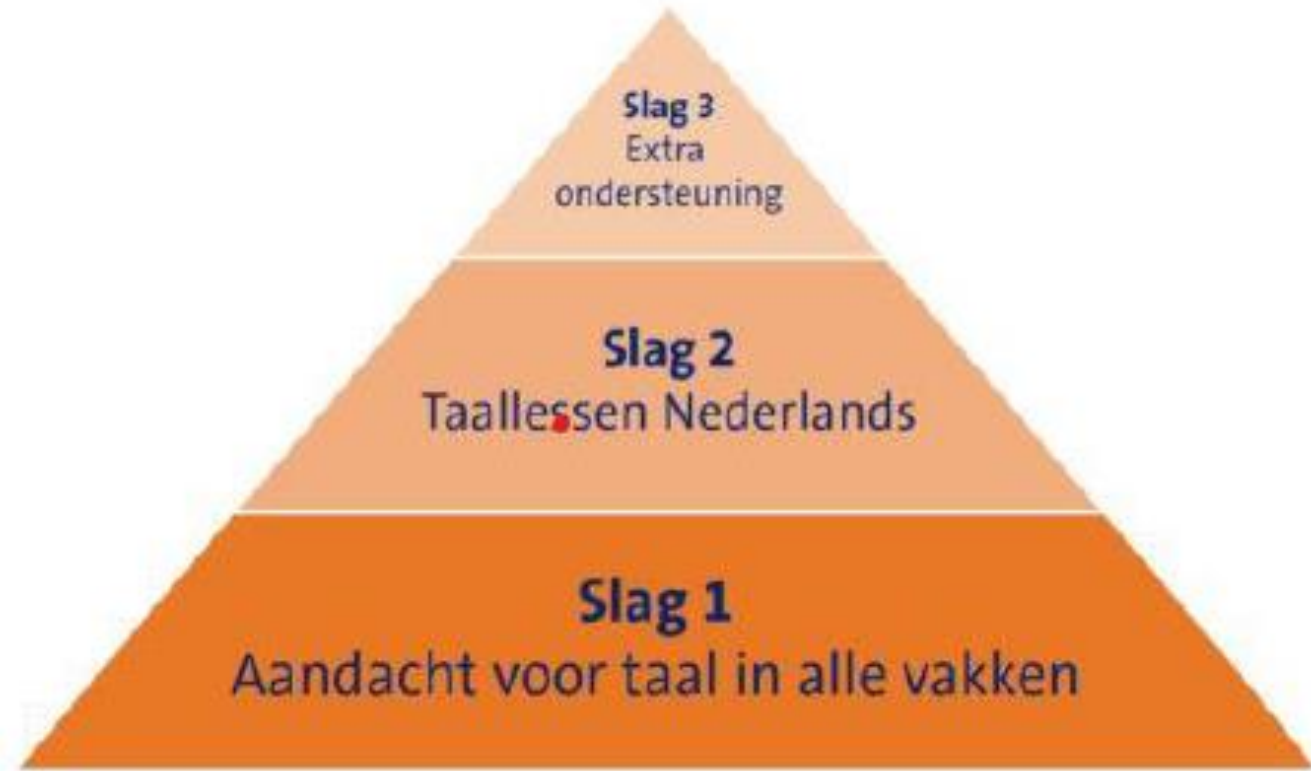 Slag 3
Extra
ondersteuning
Slag 2
Taallessen Nederlands
Slag 1
Aandacht voor taal in alle vakken